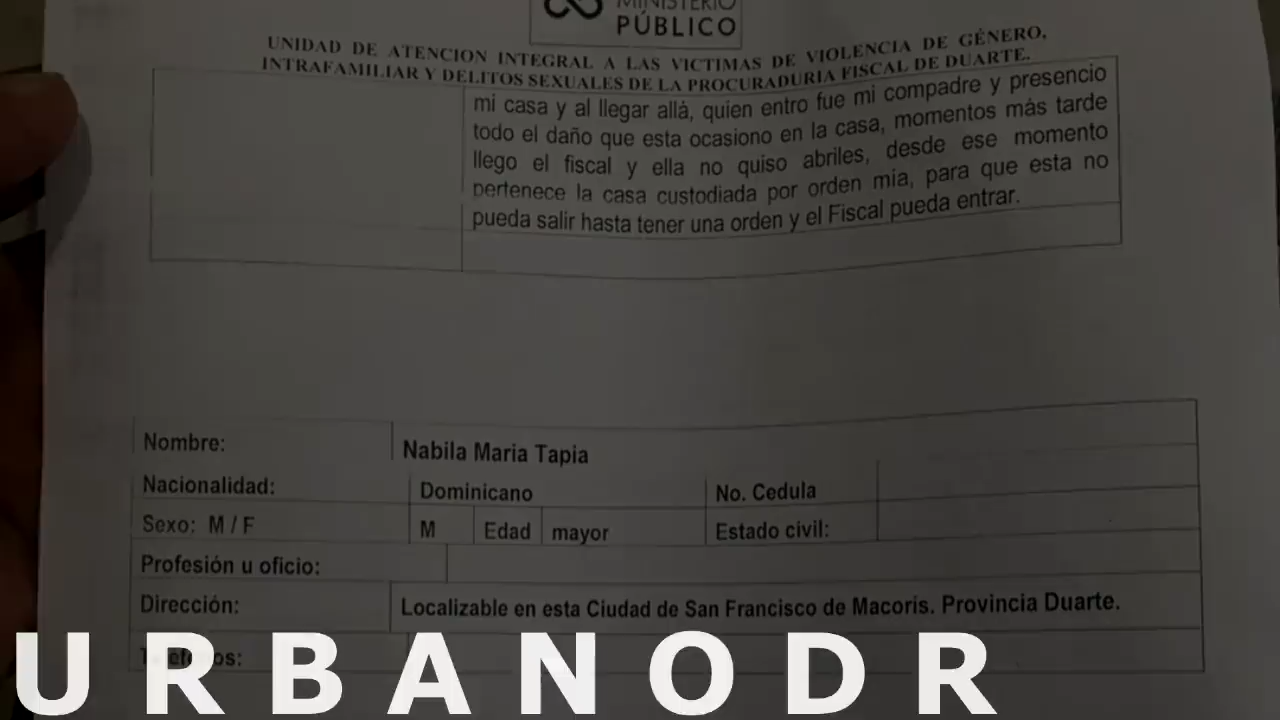 MINISTERIO
PÚBLICO
UNIDAD DE ATENCION INTEGRAL A LAS VICTIMAS DE VIOLENCIA DE GÉNERO,
INTRAFAMILIAR Y DELITOS SEXUALES DE LA PROCURADURIA FISCAL DE DUARTE.
mi casa y al llegar allá, quien entro fue mi compadre y presencio
todo el daño que esta ocasiono en la casa, momentos más tarde
llego el fiscal y ella no quiso abriles, desde ese momento
pertenece la casa custodiada por orden mia, para que esta no
pueda salir hasta tener una orden y el Fiscal pueda entrar.
Nombre: Nabila Maria Tapia
Nacionalidad: Dominicano No. Cedula
Sexo: M / F M Edad mayor Estado civil:
Profesión u oficio:
Dirección: Localizable en esta Ciudad de San Francisco de Macoris. Provincia Duarte.
URBANODR